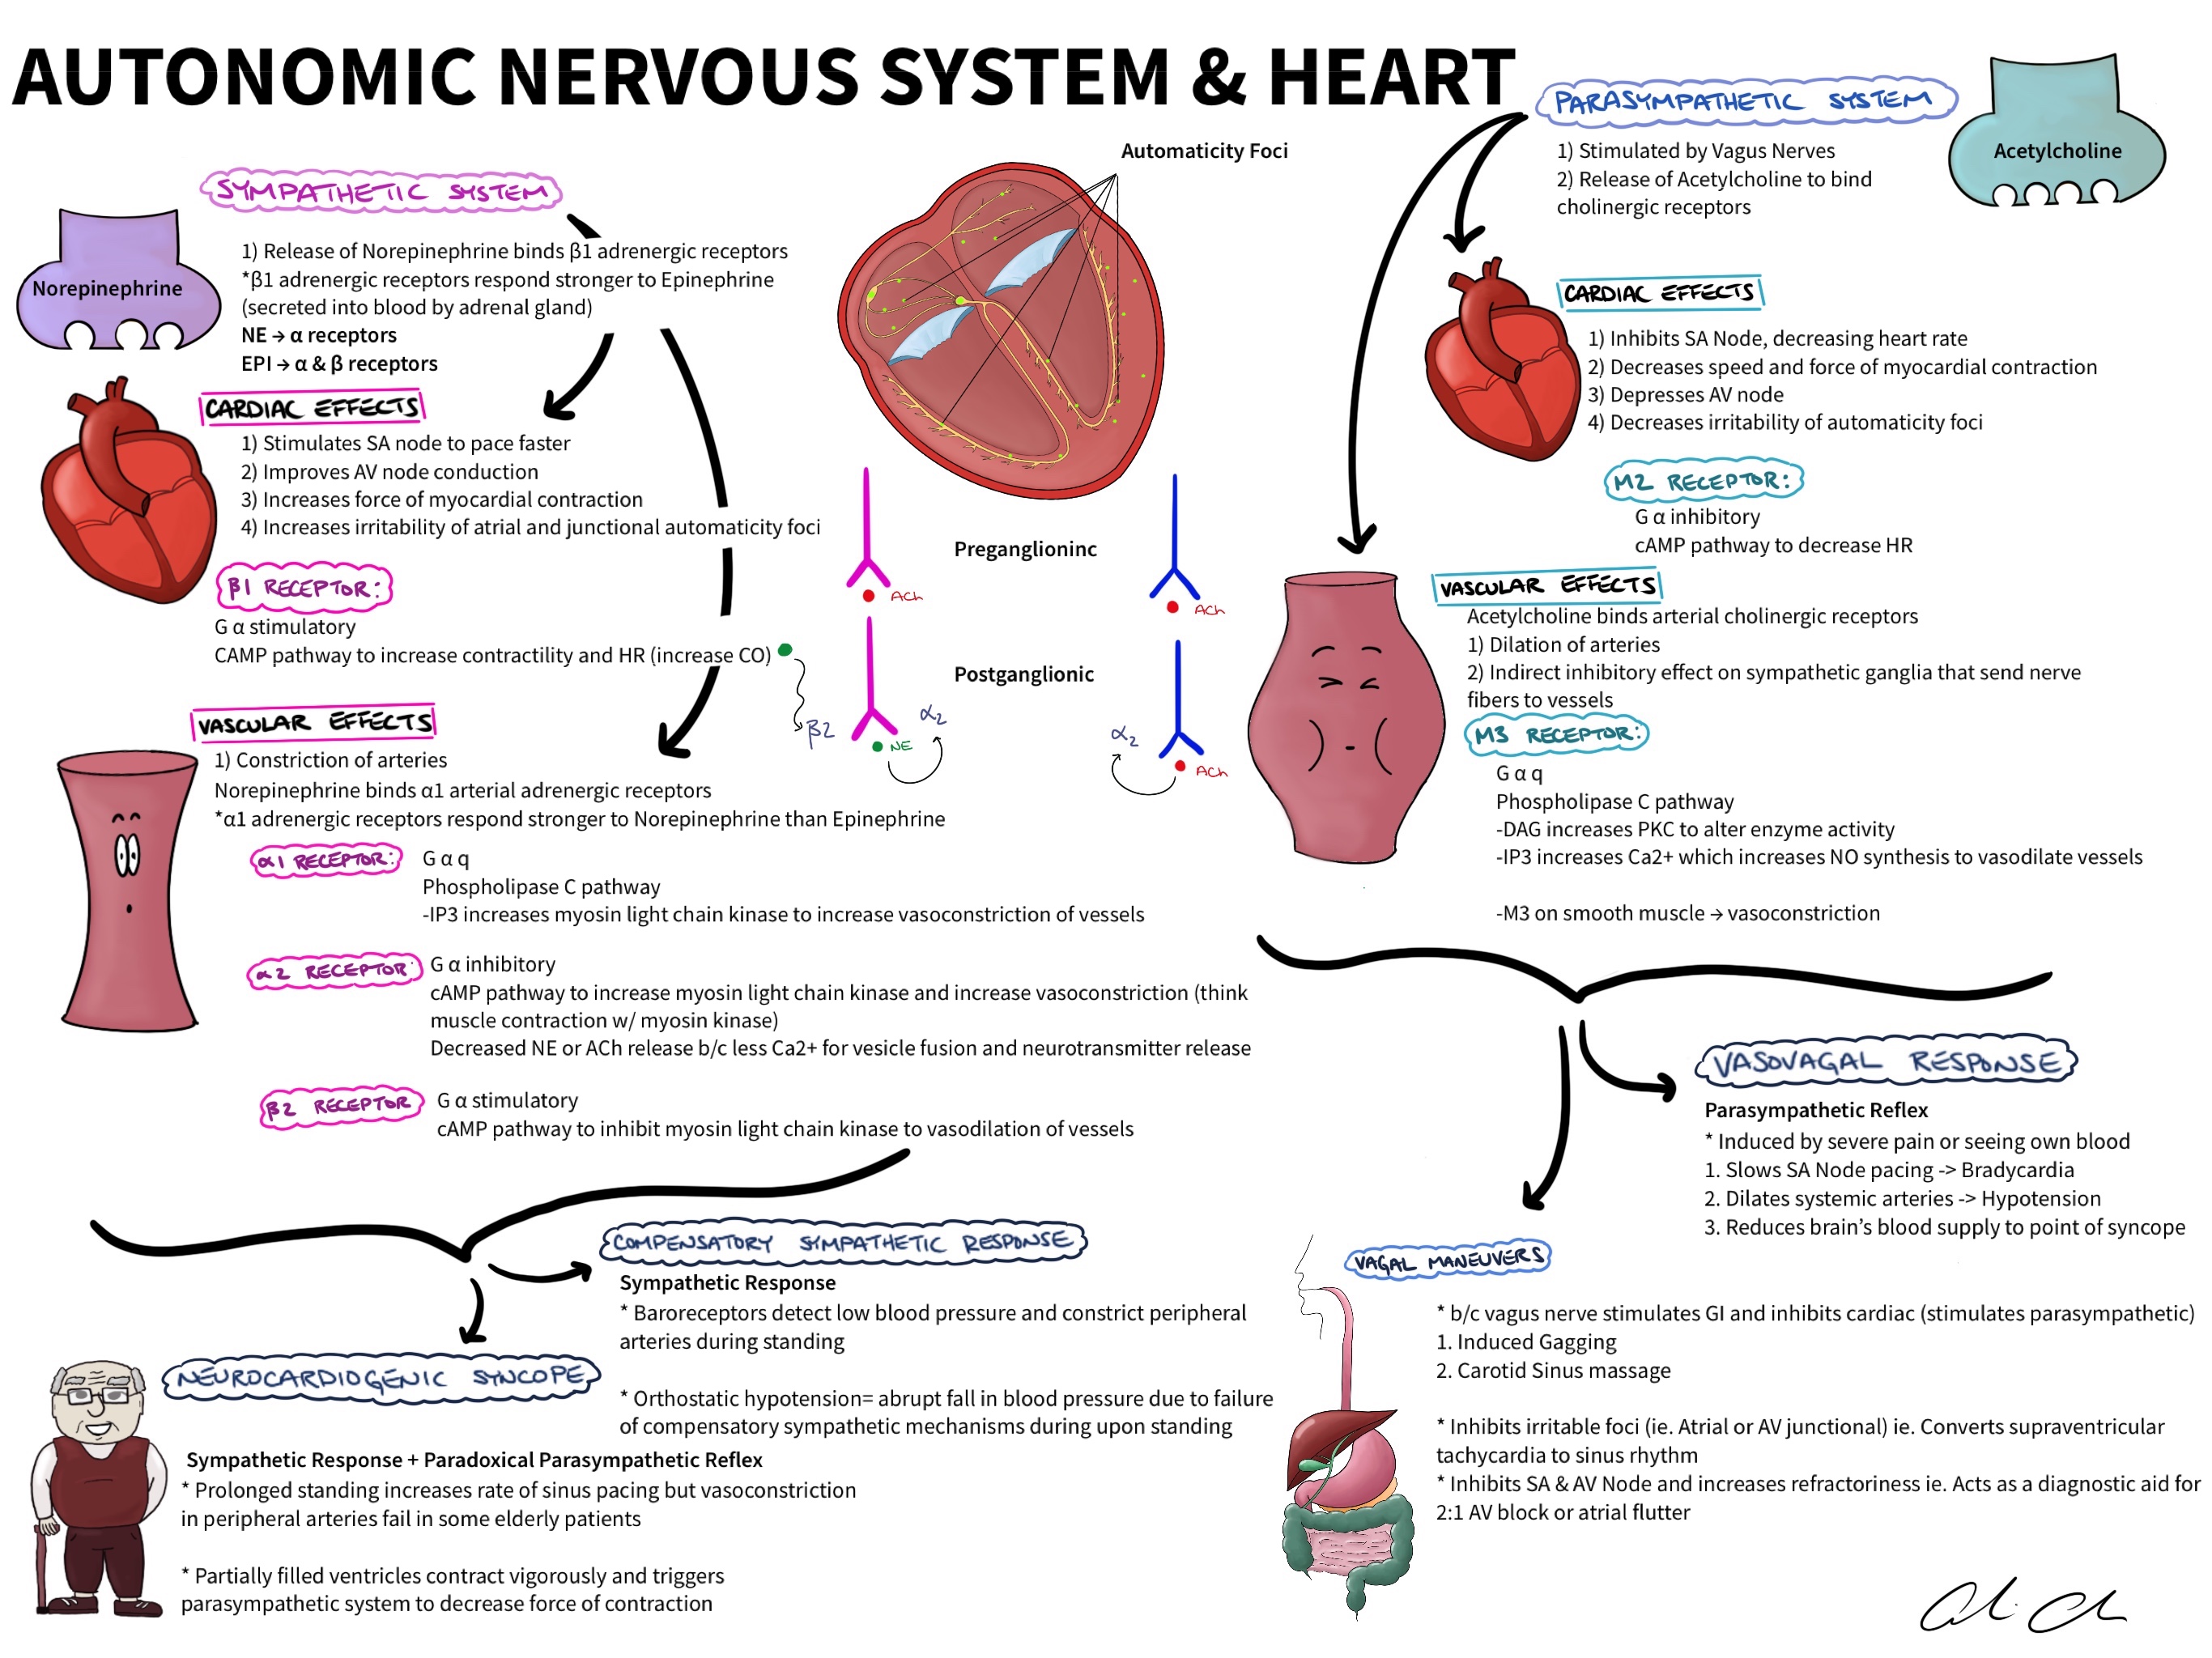 AUTONOMIC NERVOUS SYSTEM & HEART
SYMPATHETIC SYSTEM
Norepinephrine
1) Release of Norepinephrine binds β1 adrenergic receptors
*β1 adrenergic receptors respond stronger to Epinephrine
(secreted into blood by adrenal gland)
NE → α receptors
EPI → α & β receptors
CARDIAC EFFECTS
1) Stimulates SA node to pace faster
2) Improves AV node conduction
3) Increases force of myocardial contraction
4) Increases irritability of atrial and junctional automaticity foci
β1 RECEPTOR:
G α stimulatory
CAMP pathway to increase contractility and HR (increase CO)
VASCULAR EFFECTS
1) Constriction of arteries
Norepinephrine binds α1 arterial adrenergic receptors
*α1 adrenergic receptors respond stronger to Norepinephrine than Epinephrine
α1 RECEPTOR:
G α q
Phospholipase C pathway
-IP3 increases myosin light chain kinase to increase vasoconstriction of vessels
α2 RECEPTOR:
G α inhibitory
cAMP pathway to increase myosin light chain kinase and increase vasoconstriction (think
muscle contraction w/ myosin kinase)
Decreased NE or ACh release b/c less Ca2+ for vesicle fusion and neurotransmitter release
β2 RECEPTOR
G α stimulatory
cAMP pathway to inhibit myosin light chain kinase to vasodilation of vessels
Automaticity Foci
Preganglioninc
ACh
ACh
Postganglionic
β2
α2
NE
α2
ACh
PARASYMPATHETIC SYSTEM
Acetylcholine
1) Stimulated by Vagus Nerves
2) Release of Acetylcholine to bind
cholinergic receptors
CARDIAC EFFECTS
1) Inhibits SA Node, decreasing heart rate
2) Decreases speed and force of myocardial contraction
3) Depresses AV node
4) Decreases irritability of automaticity foci
M2 RECEPTOR:
G α inhibitory
cAMP pathway to decrease HR
VASCULAR EFFECTS
Acetylcholine binds arterial cholinergic receptors
1) Dilation of arteries
2) Indirect inhibitory effect on sympathetic ganglia that send nerve
fibers to vessels
M3 RECEPTOR:
G α q
Phospholipase C pathway
-DAG increases PKC to alter enzyme activity
-IP3 increases Ca2+ which increases NO synthesis to vasodilate vessels
-M3 on smooth muscle → vasoconstriction
COMPENSATORY SYMPATHETIC RESPONSE
Sympathetic Response
* Baroreceptors detect low blood pressure and constrict peripheral
arteries during standing
* Orthostatic hypotension= abrupt fall in blood pressure due to failure
of compensatory sympathetic mechanisms during upon standing
NEUROCARDIOGENIC SYNCOPE
Sympathetic Response + Paradoxical Parasympathetic Reflex
* Prolonged standing increases rate of sinus pacing but vasoconstriction
in peripheral arteries fail in some elderly patients
* Partially filled ventricles contract vigorously and triggers
parasympathetic system to decrease force of contraction
VASOVAGAL RESPONSE
Parasympathetic Reflex
* Induced by severe pain or seeing own blood
1. Slows SA Node pacing -> Bradycardia
2. Dilates systemic arteries -> Hypotension
3. Reduces brain's blood supply to point of syncope
VAGAL MANEUVERS
* b/c vagus nerve stimulates GI and inhibits cardiac (stimulates parasympathetic)
1. Induced Gagging
2. Carotid Sinus massage
* Inhibits irritable foci (ie. Atrial or AV junctional) ie. Converts supraventricular
tachycardia to sinus rhythm
* Inhibits SA & AV Node and increases refractoriness ie. Acts as a diagnostic aid for
2:1 AV block or atrial flutter